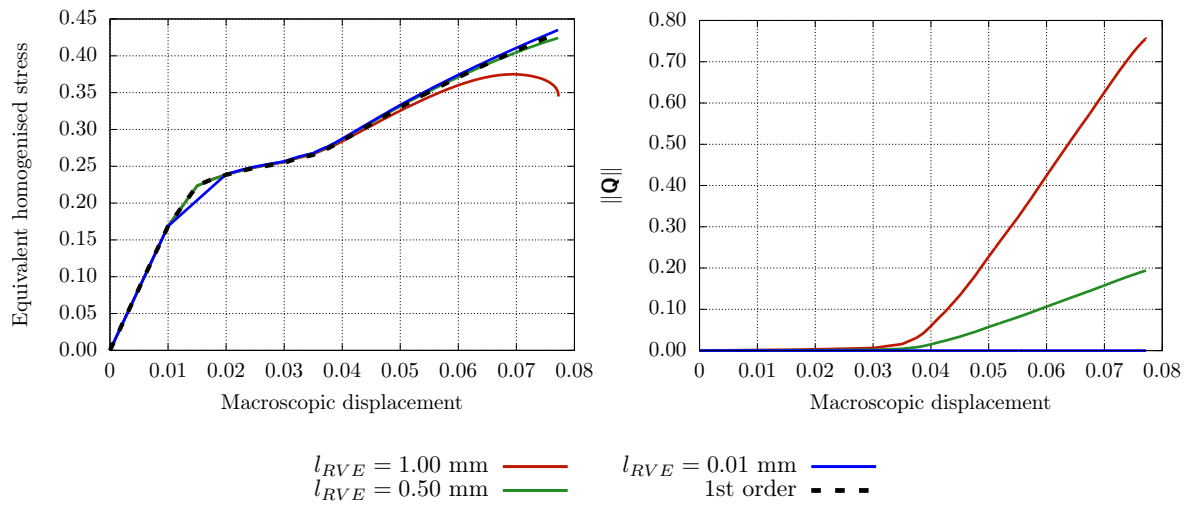 0.45
0.40
0.35
0.30
0.25
0.20
0.15
0.10
0.05
0.00
Equivalent homogenised stress
0 0.01 0.02 0.03 0.04 0.05 0.06 0.07 0.08
Macroscopic displacement
0.80
0.70
0.60
0.50
0.40
0.30
0.20
0.10
0.00
||Q||
0 0.01 0.02 0.03 0.04 0.05 0.06 0.07 0.08
Macroscopic displacement
l_{RVE} = 1.00 mm
l_{RVE} = 0.50 mm
l_{RVE} = 0.01 mm
1st order